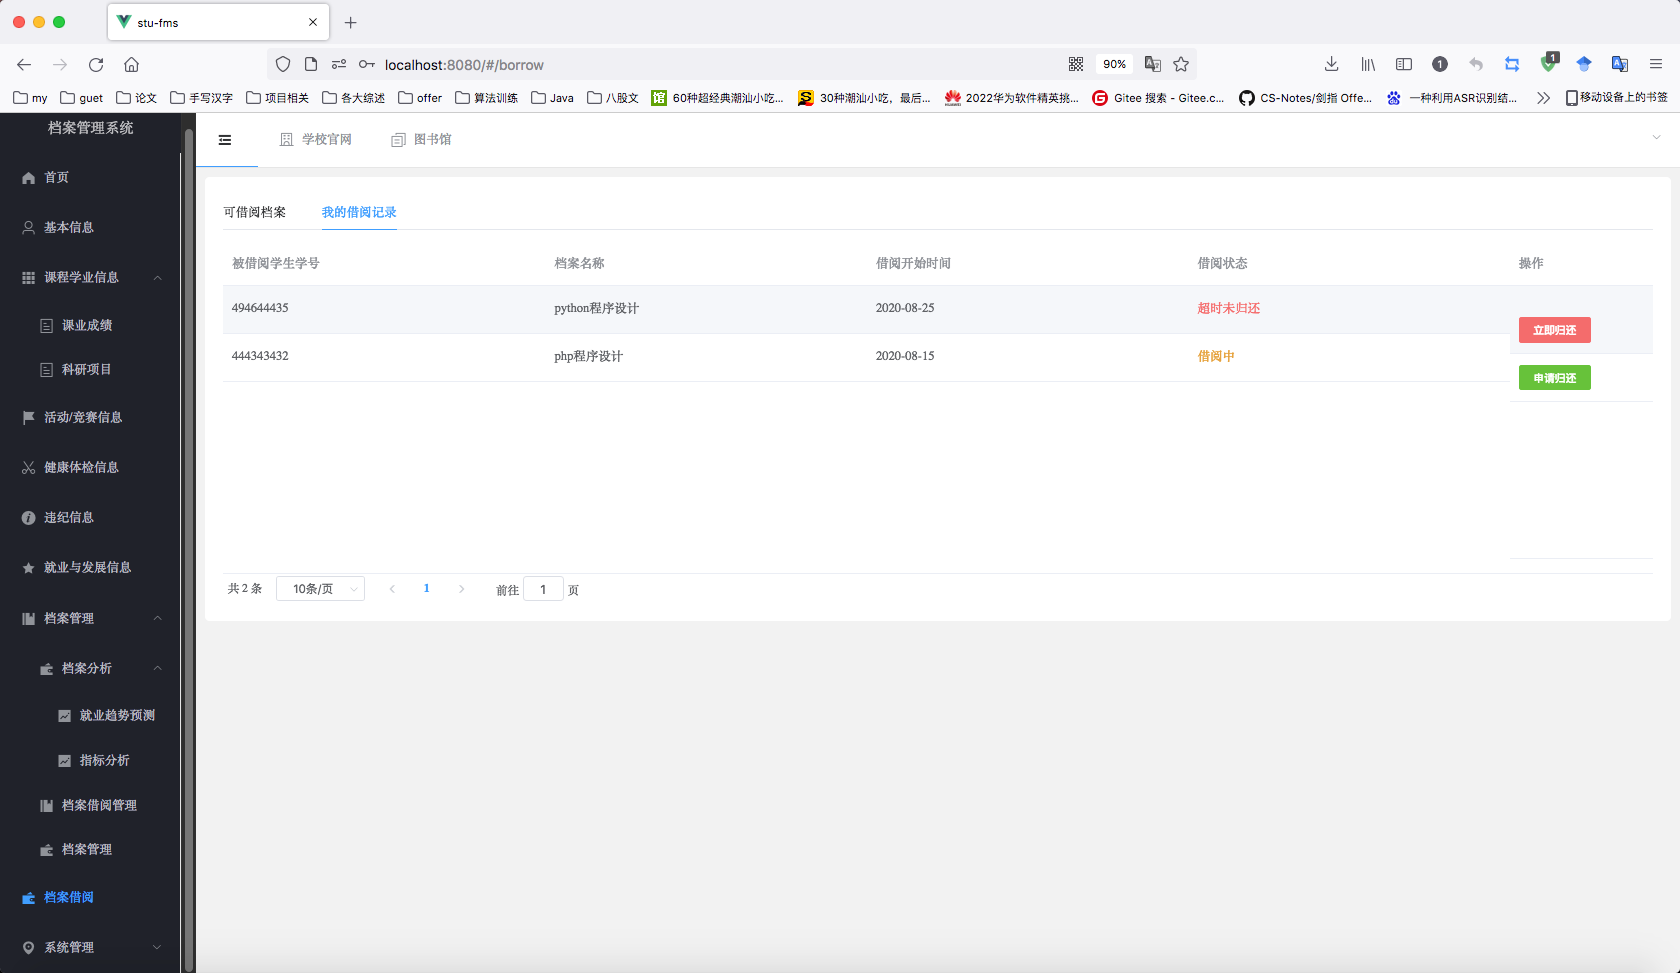 stu-fms
localhost:8080/#/borrow
90%
1
1
my
guet
论文
手写汉字
项目相关
各大综述
offer
算法训练
Java
八股文
馆
60种超经典潮汕小吃...
30种潮汕小吃，最后...
2022华为软件精英挑...
Gitee 搜索 - Gitee.c...
CS-Notes/剑指 Offe...
一种利用ASR识别结...
移动设备上的书签
档案管理系统
首页
基本信息
课程学业信息
课业成绩
科研项目
活动/竞赛信息
健康体检信息
违纪信息
就业与发展信息
档案管理
档案分析
就业趋势预测
指标分析
档案借阅管理
档案管理
档案借阅
系统管理
学校官网
图书馆
可借阅档案
我的借阅记录
被借阅学生学号 档案名称 借阅开始时间 借阅状态 操作
494644435 python程序设计 2020-08-25 超时未归还 立即归还
444343432 php程序设计 2020-08-15 借阅中 申请归还
共 2 条 10条/页 1 前往 1 页